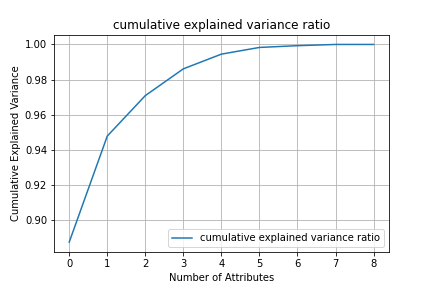 cumulative explained variance ratio
Cumulative Explained Variance
1.00
0.98
0.96
0.94
0.92
0.90
cumulative explained variance ratio
0 1 2 3 4 5 6 7 8
Number of Attributes